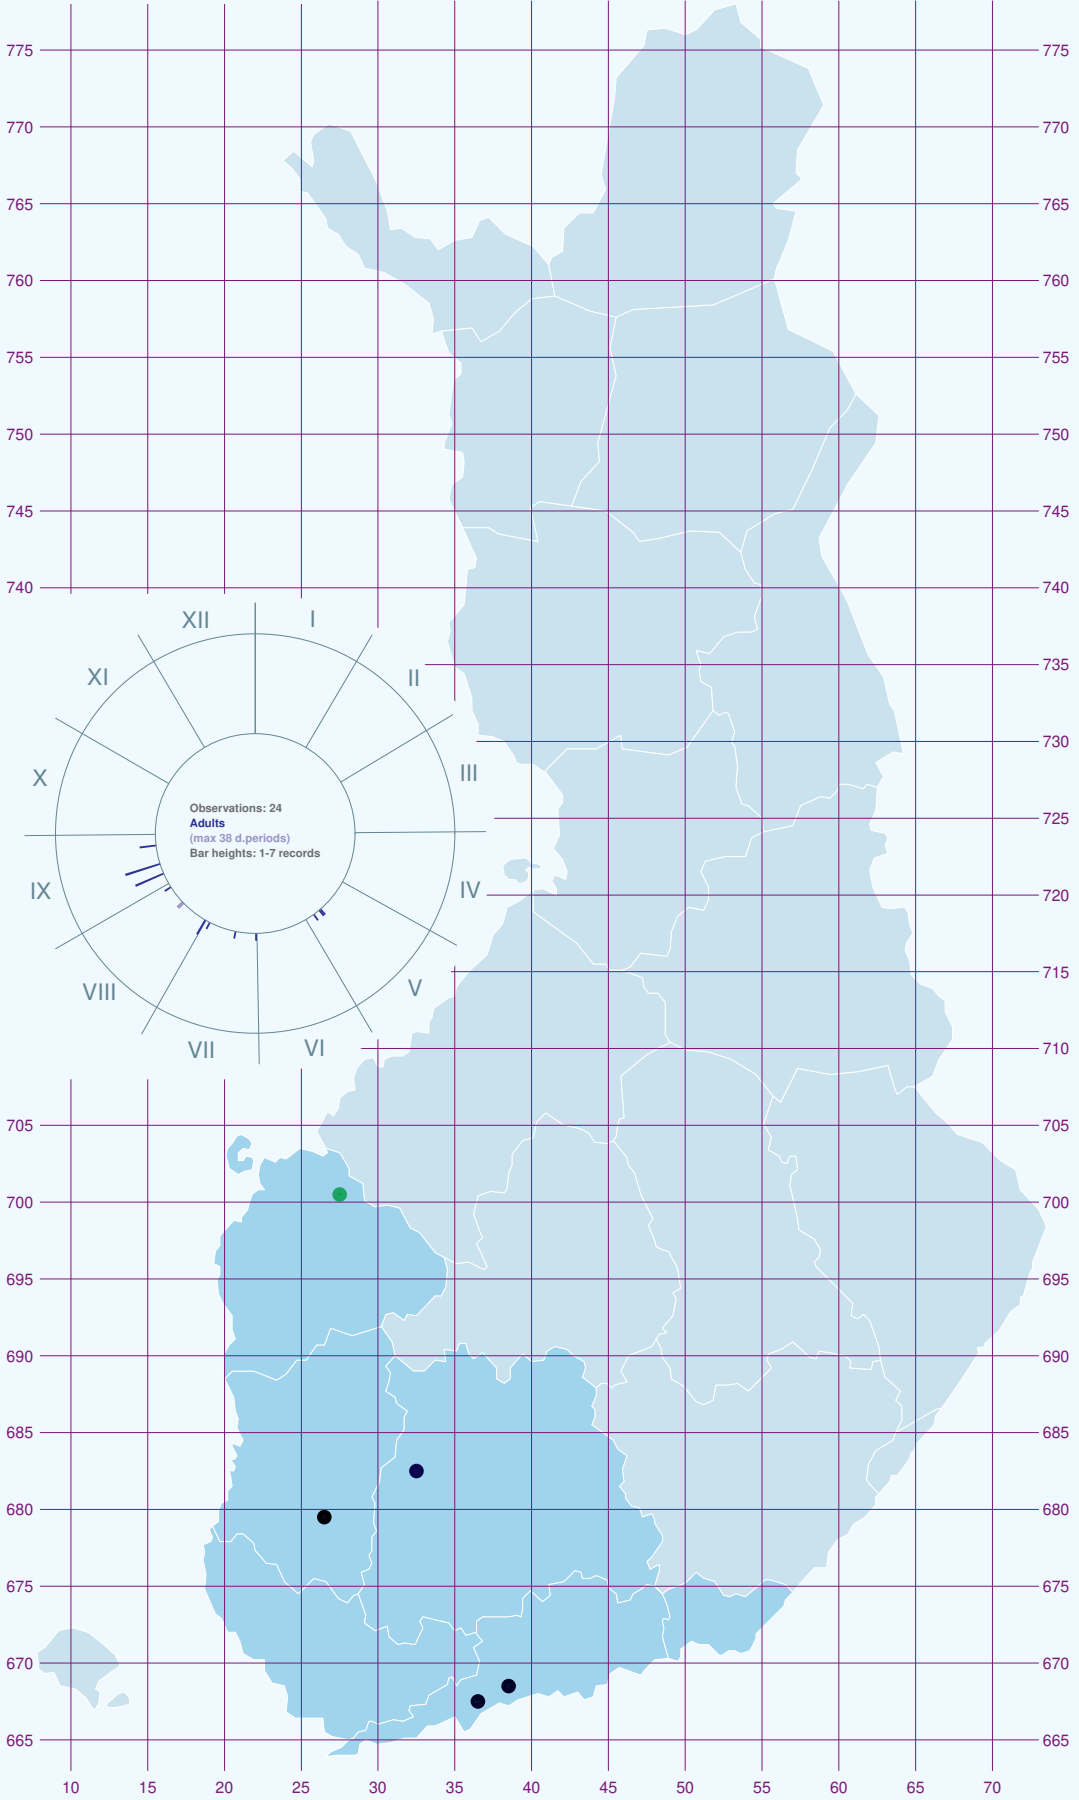 775 775
770 770
765 765
760 760
755 755
750 750
745 745
740 740
XII I
XI II
735
730
X III
Observations: 24
Adults
(max 38 d.periods)
Bar heights: 1-7 records
725
IX IV
720
VIII V
715
VII VI
710
705 705
700 700
695 695
690 690
685 685
680 680
675 675
670 670
665 665
10 15 20 25 30 35 40 45 50 55 60 65 70